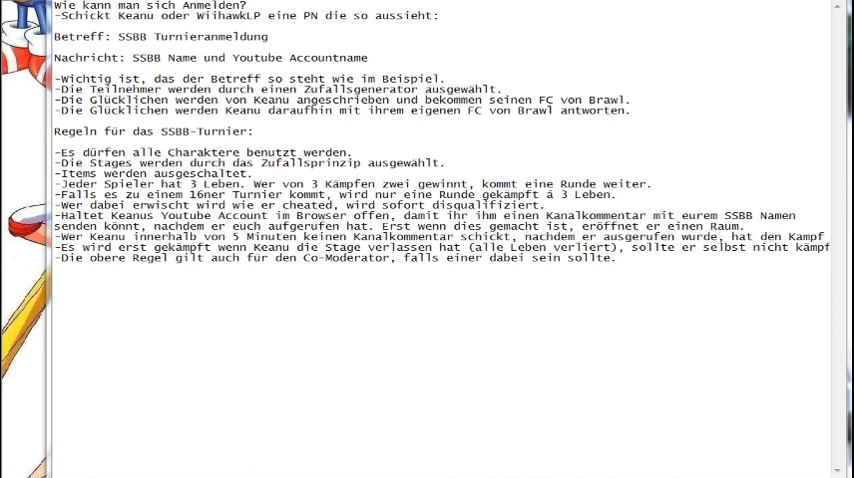 Wie kann man sich Anmelden?
-Schickt Keanu oder WiihawkLP eine PN die so aussieht:
Betreff: SSBB Turnieranmeldung
Nachricht: SSBB Name und Youtube Accountname
-Wichtig ist, das der Betreff so steht wie im Beispiel.
-Die Teilnehmer werden durch einen Zufallsgenerator ausgewählt.
-Die Glücklichen werden von Keanu angeschrieben und bekommen seinen FC von Brawl.
-Die Glücklichen werden Keanu daraufhin mit ihrem eigenen FC von Brawl antworten.
Regeln für das SSBB-Turnier:
-Es dürfen alle Charaktere benutzt werden.
-Die Stages werden durch das Zufallsprinzip ausgewählt.
-Items werden ausgeschaltet.
-Jeder Spieler hat 3 Leben. Wer von 3 Kämpfen zwei gewinnt, kommt eine Runde weiter.
-Falls es zu einem 16ner Turnier kommt, wird nur eine Runde gekämpft á 3 Leben.
-Wer dabei erwischt wird wie er cheated, wird sofort disqualifiziert.
-Haltet Keanus Youtube Account im Browser offen, damit ihr ihm einen Kanalkommentar mit eurem SSBB Namen
senden könnt, nachdem er euch aufgerufen hat. Erst wenn dies gemacht ist, eröffnet er einen Raum.
-Wer Keanu innerhalb von 5 Minuten keinen Kanalkommentar schickt, nachdem er ausgerufen wurde, hat den Kampf
-Es wird erst gekämpft wenn Keanu die Stage verlassen hat (alle Leben verliert), sollte er selbst nicht kämpf
-Die obere Regel gilt auch für den Co-Moderator, falls einer dabei sein sollte.